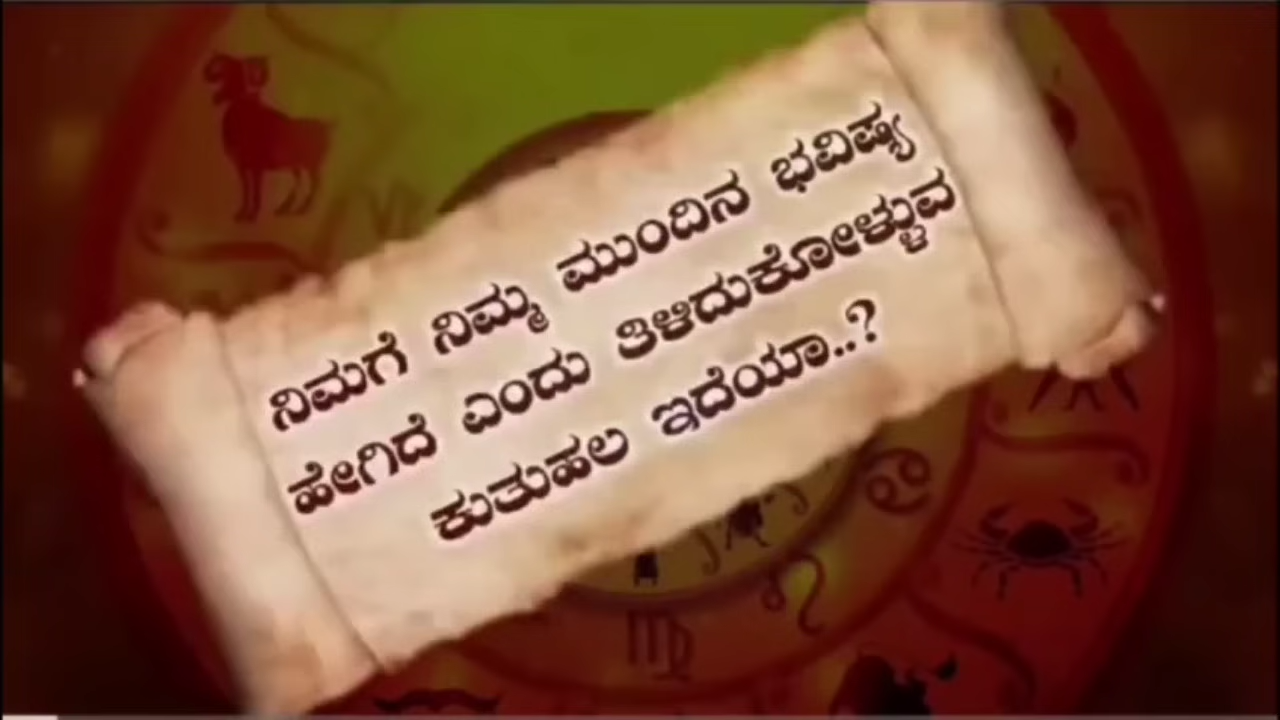 ನಿಮಗೆ ನಿಮ್ಮ ಮುಂದಿನ ಭವಿಷ್ಯ
ಹೇಗಿದೆ ಎಂದು ತಿಳಿದುಕೋಳ್ಳುವ
ಕುತುಹಲ ಇದೆಯಾ..?